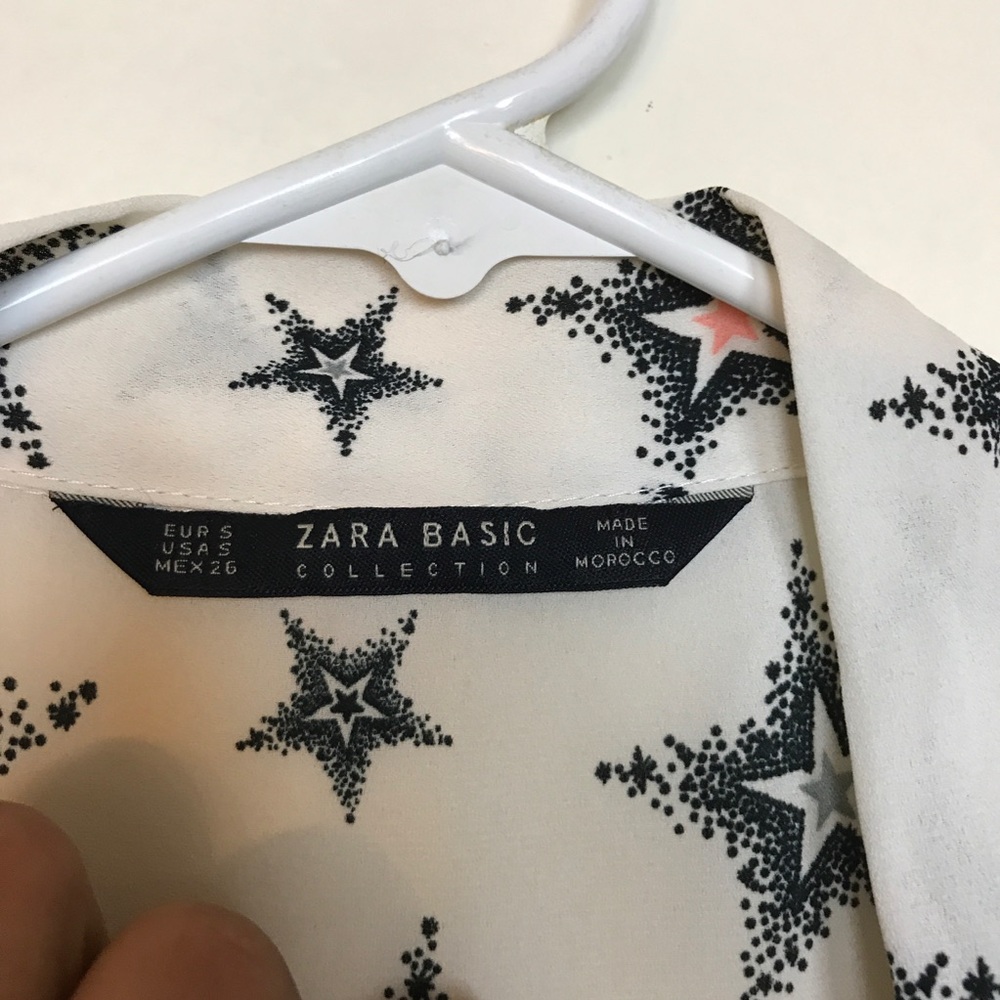 EUR S
USA S
MEX 26
ZARA BASIC
COLLECTION
MADE
IN
MOROCCO